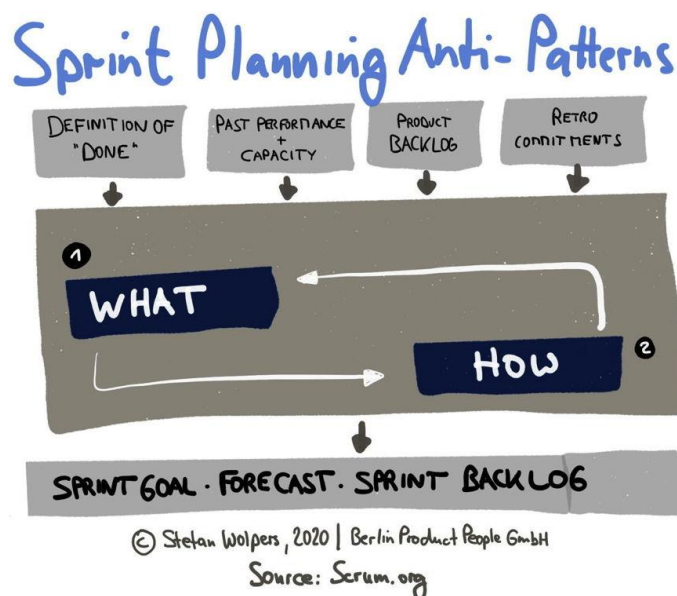 Sprint Planning Anti-Patterns
DEFINITION OF
"DONE"
PAST PERFORMANCE
+
CAPACITY
PRODUCT
BACKLOG
RETRO
COMMITMENTS
1
WHAT
HOW
2
SPRINT GOAL · FORECAST · SPRINT BACKLOG
© Stefan Wolpers, 2020 | Berlin Product People GmbH
Source: Scrum.org